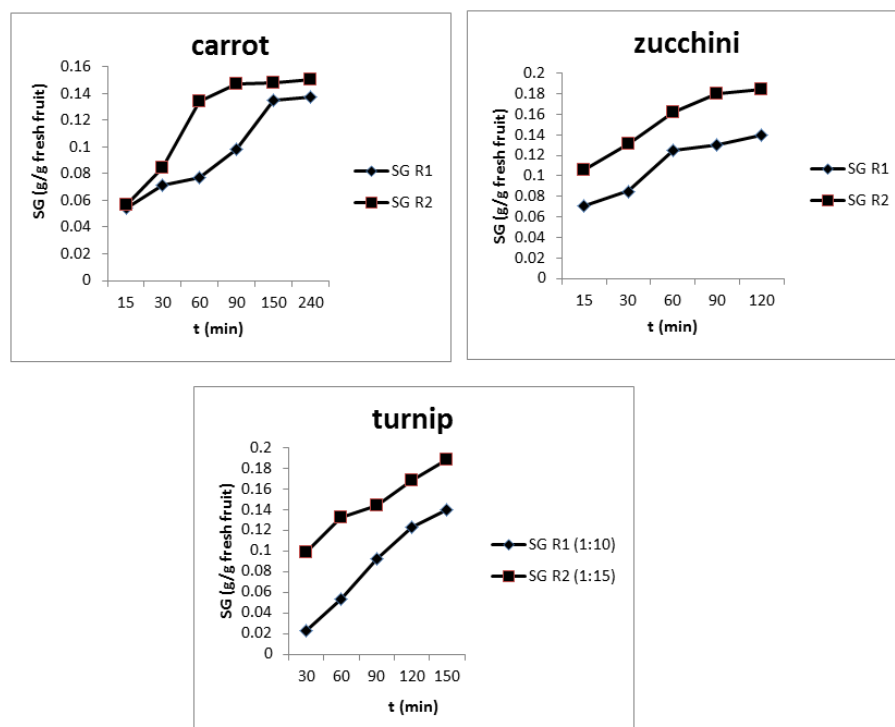 carrot
SG (g/g fresh fruit)
0.16
0.14
0.12
0.1
0.08
0.06
0.04
0.02
0
15 30 60 90 150 240
t (min)
SG R1
SG R2
zucchini
SG (g/g fresh fruit)
0.2
0.18
0.16
0.14
0.12
0.1
0.08
0.06
0.04
0.02
0
15 30 60 90 120
t (min)
SG R1
SG R2
turnip
SG (g/g fresh fruit)
0.2
0.18
0.16
0.14
0.12
0.1
0.08
0.06
0.04
0.02
0
30 60 90 120 150
t (min)
SG R1 (1:10)
SG R2 (1:15)